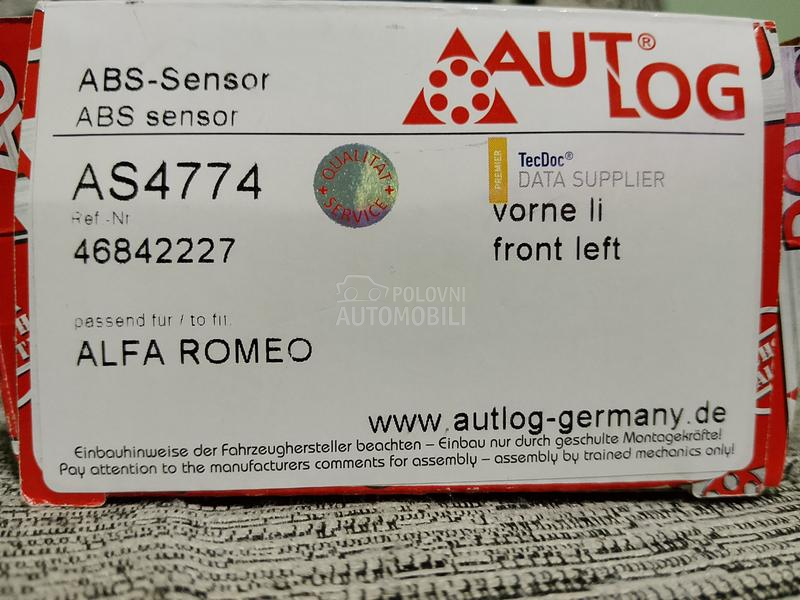 ABS-Sensor
ABS sensor
AUTLOG®
AS4774
QUALITÄT
SERVICE
PREMIER
TecDoc®
DATA SUPPLIER
Ref.-Nr
46842227
vorne li
front left
passend für / to fit:
ALFA ROMEO
POLOVNI
AUTOMOBILI
www.autlog-germany.de
Einbauhinweise der Fahrzeughersteller beachten – Einbau nur durch geschulte Montagekräfte!
Pay attention to the manufacturers comments for assembly – assembly by trained mechanics only!